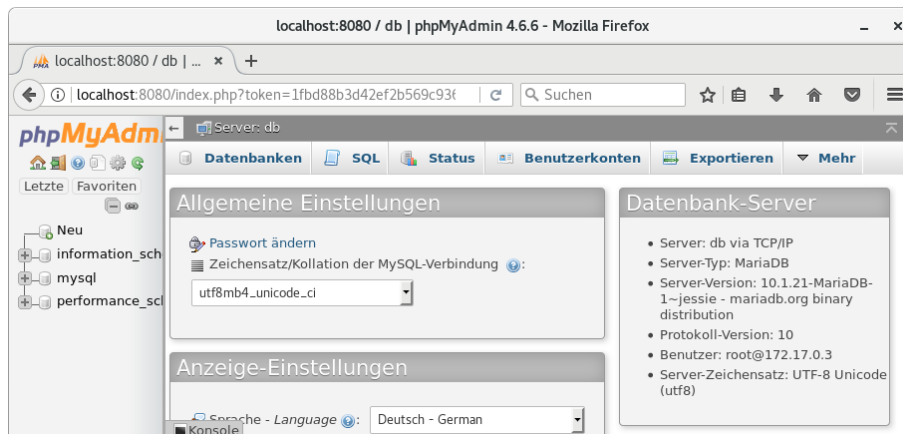 localhost:8080 / db | phpMyAdmin 4.6.6 - Mozilla Firefox
localhost:8080 / db | ...
localhost:8080/index.php?token=1fbd88b3d42ef2b569c936
Suchen
phpMyAdm
Server: db
Datenbanken SQL Status Benutzerkonten Exportieren Mehr
Letzte Favoriten
Neu
information_sch
mysql
performance_scl
Allgemeine Einstellungen
Passwort ändern
Zeichensatz/Kollation der MySQL-Verbindung :
utf8mb4_unicode_ci
Anzeige-Einstellungen
Sprache - Language : Deutsch - German
Konsole
Datenbank-Server
Server: db via TCP/IP
Server-Typ: MariaDB
Server-Version: 10.1.21-MariaDB-
1~jessie - mariadb.org binary
distribution
Protokoll-Version: 10
Benutzer: root@172.17.0.3
Server-Zeichensatz: UTF-8 Unicode
(utf8)